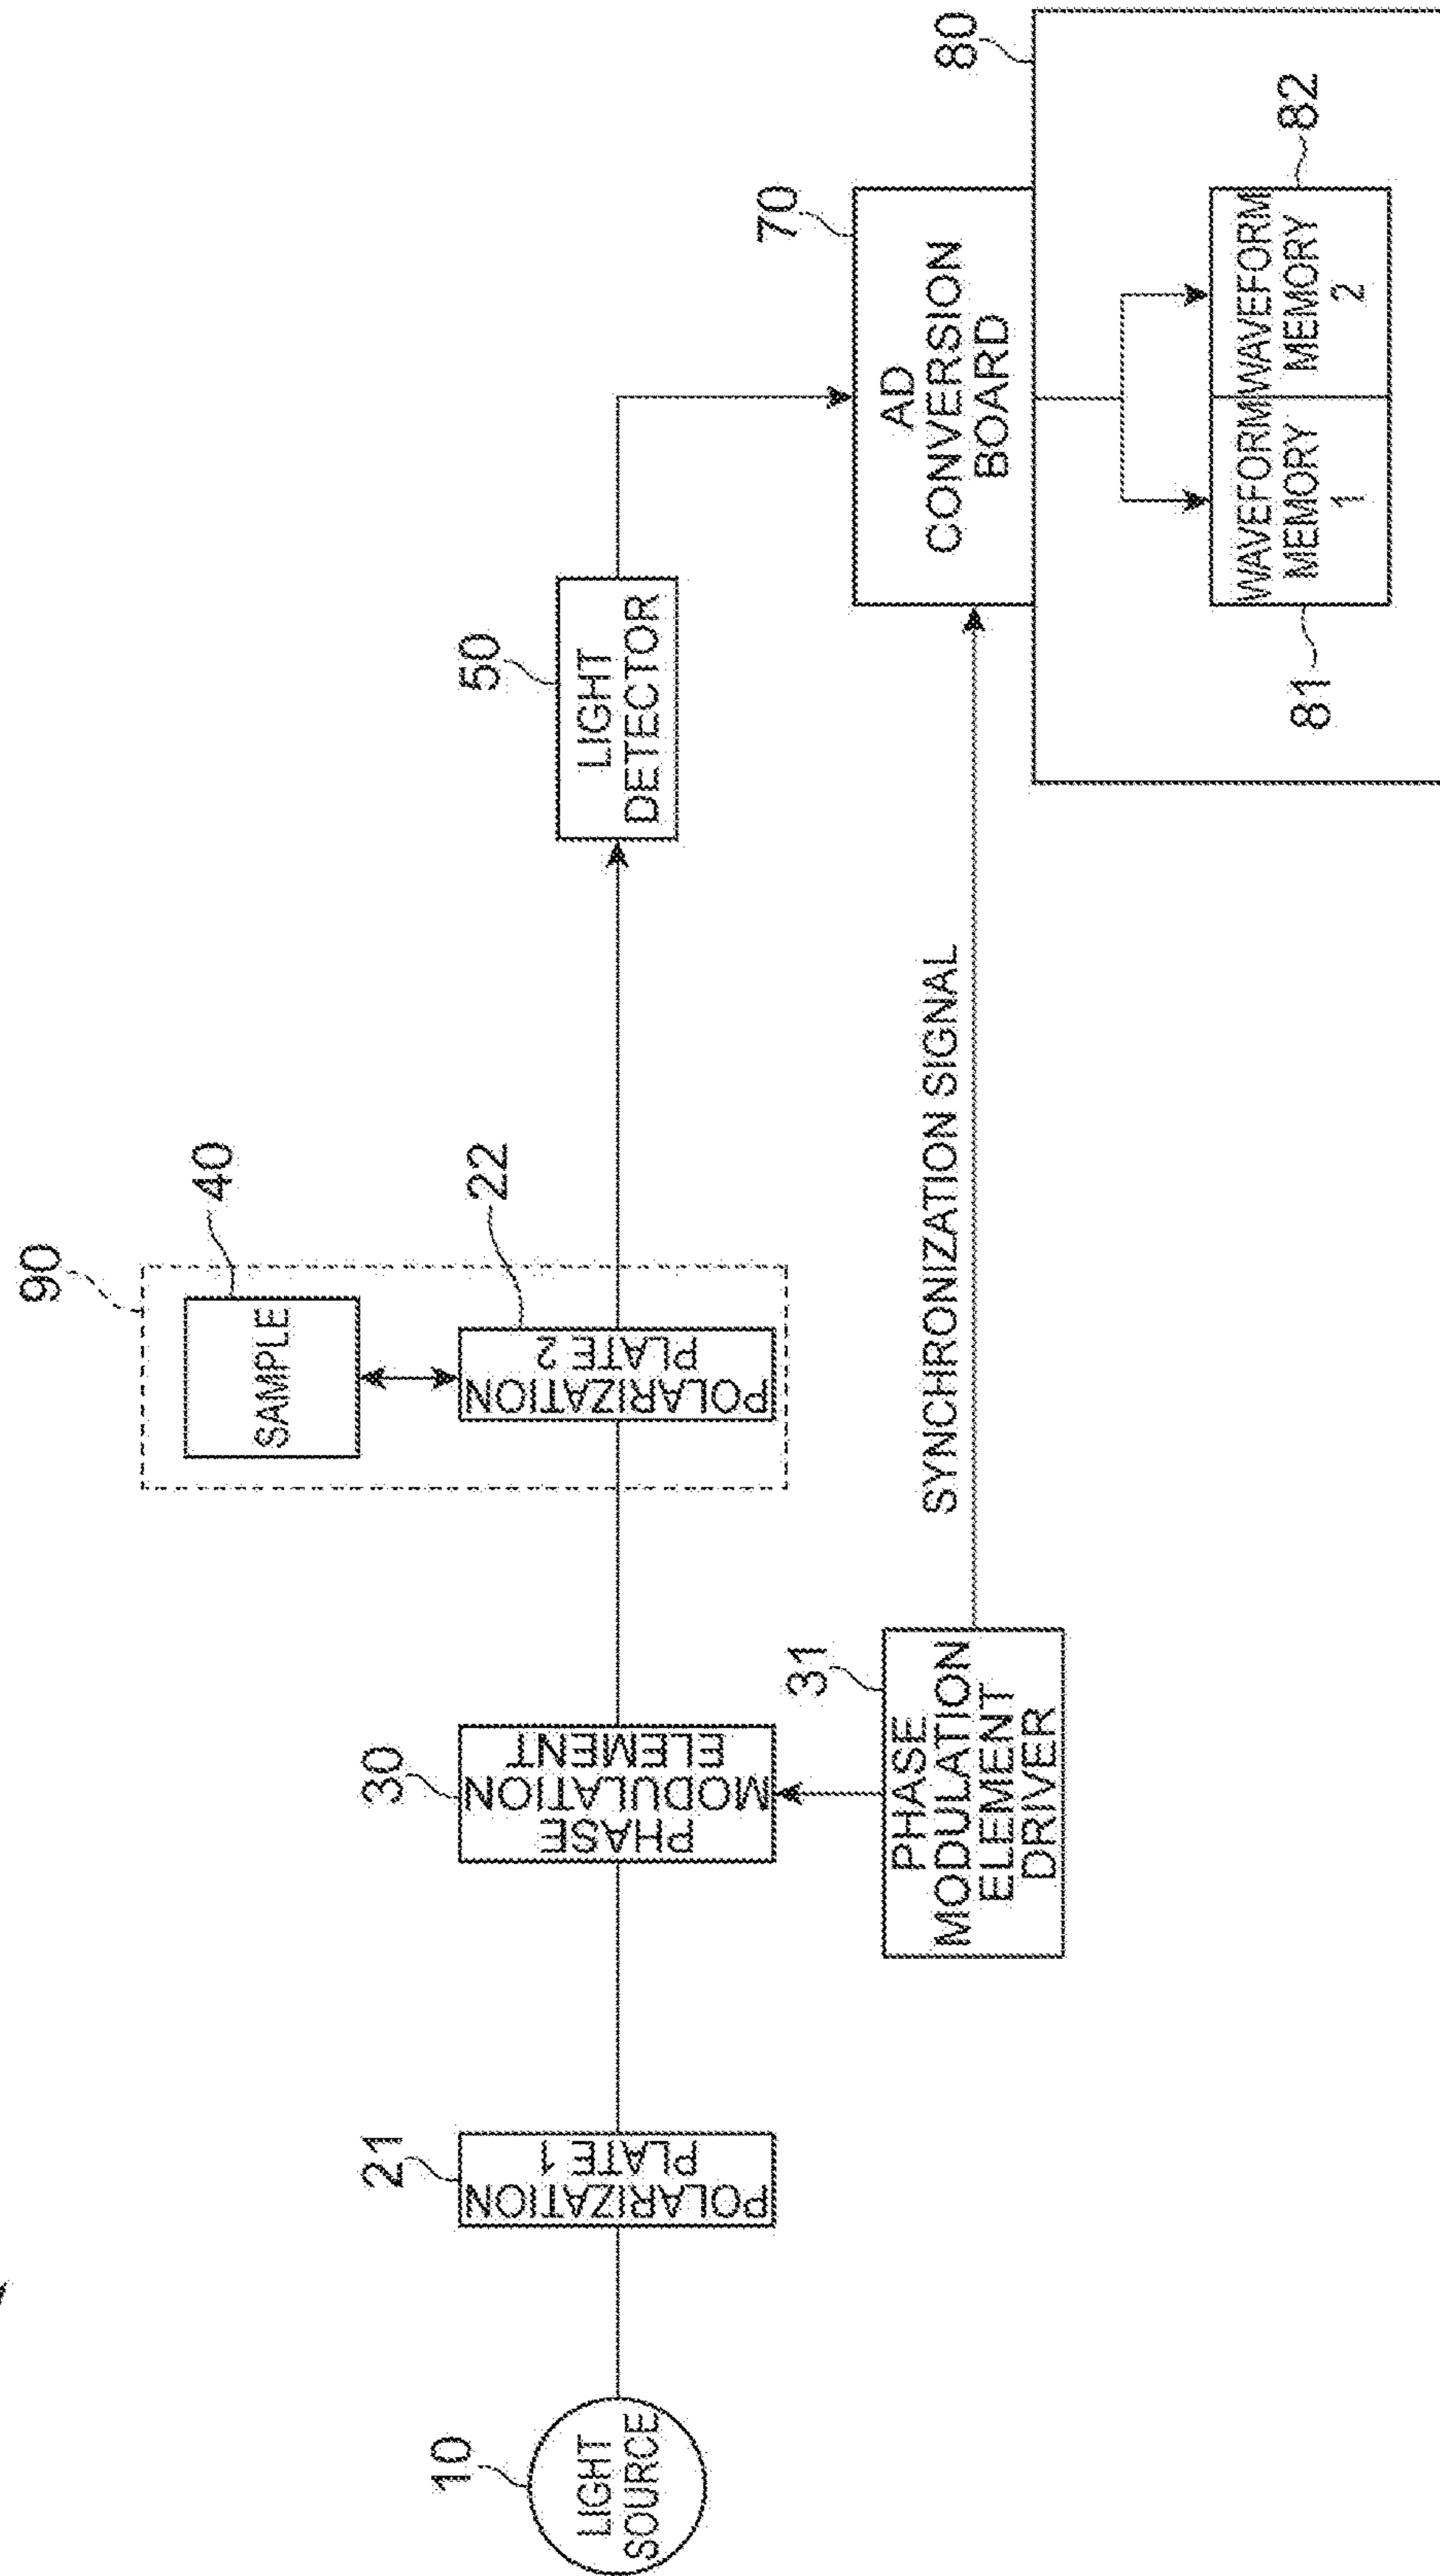 90
40
SAMPLE
22
POLARIZATION
PLATE 2
10
LIGHT
SOURCE
21
POLARIZATION
PLATE 1
30
PHASE
MODULATION
ELEMENT
50
LIGHT
DETECTOR
31
PHASE
MODULATION
ELEMENT
DRIVER
SYNCHRONIZATION SIGNAL
70
AD
CONVERSION
BOARD
80
81
WAVEFORM
MEMORY
1
82
WAVEFORM
MEMORY
2